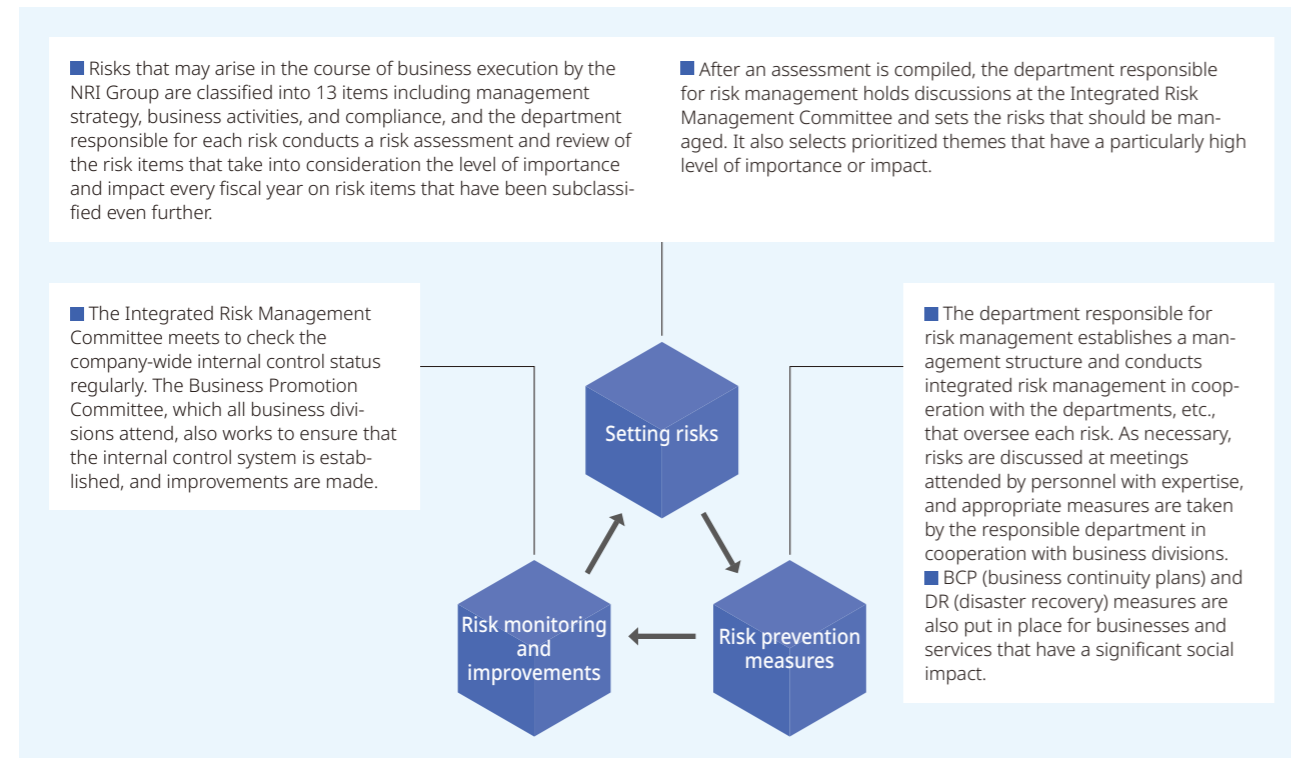 ■ Risks that may arise in the course of business execution by the
NRI Group are classified into 13 items including management
strategy, business activities, and compliance, and the department
responsible for each risk conducts a risk assessment and review of
the risk items that take into consideration the level of importance
and impact every fiscal year on risk items that have been subclassi-
fied even further.
■ After an assessment is compiled, the department responsible
for risk management holds discussions at the Integrated Risk
Management Committee and sets the risks that should be man-
aged. It also selects prioritized themes that have a particularly high
level of importance or impact.
■ The Integrated Risk Management
Committee meets to check the
company-wide internal control status
regularly. The Business Promotion
Committee, which all business divi-
sions attend, also works to ensure that
the internal control system is estab-
lished, and improvements are made.
■ The department responsible for
risk management establishes a man-
agement structure and conducts
integrated risk management in coop-
eration with the departments, etc.,
that oversee each risk. As necessary,
risks are discussed at meetings
attended by personnel with expertise,
and appropriate measures are taken
by the responsible department in
cooperation with business divisions.
■ BCP (business continuity plans) and
DR (disaster recovery) measures are
also put in place for businesses and
services that have a significant social
impact.
Setting risks
Risk monitoring
and
improvements
Risk prevention
measures